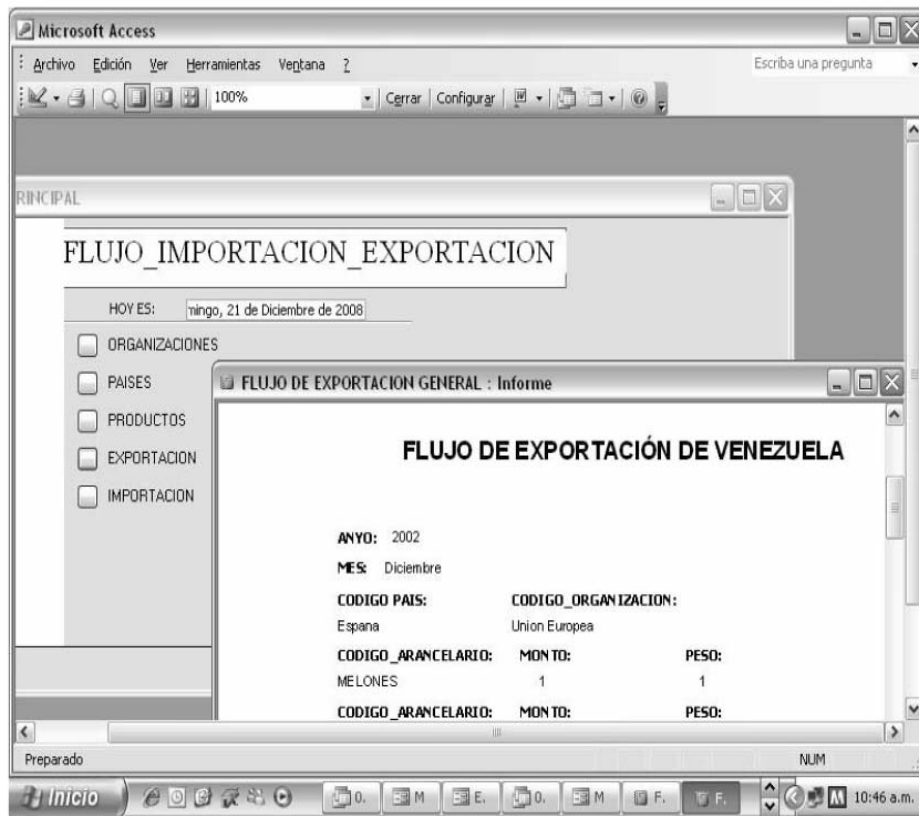 Microsoft Access
Archivo Edición Ver Herramientas Ventana ?
Escriba una pregunta
100% Cerrar Configurar
RINCIPAL
FLUJO_IMPORTACION_EXPORTACION
HOY ES: ningo, 21 de Diciembre de 2008
ORGANIZACIONES
PAISES
PRODUCTOS
EXPORTACION
IMPORTACION
FLUJO DE EXPORTACION GENERAL : Informe
FLUJO DE EXPORTACIÓN DE VENEZUELA
ANYO: 2002
MES: Diciembre
CODIGO PAIS: CODIGO_ORGANIZACION:
Espana Union Europea
CODIGO_ARANCELARIO: MONTO: PESO:
MELONES 1 1
CODIGO_ARANCELARIO: MONTO: PESO:
Preparado NUM
Inicio 0. M E. 0. M F. F. 10:46 a.m.